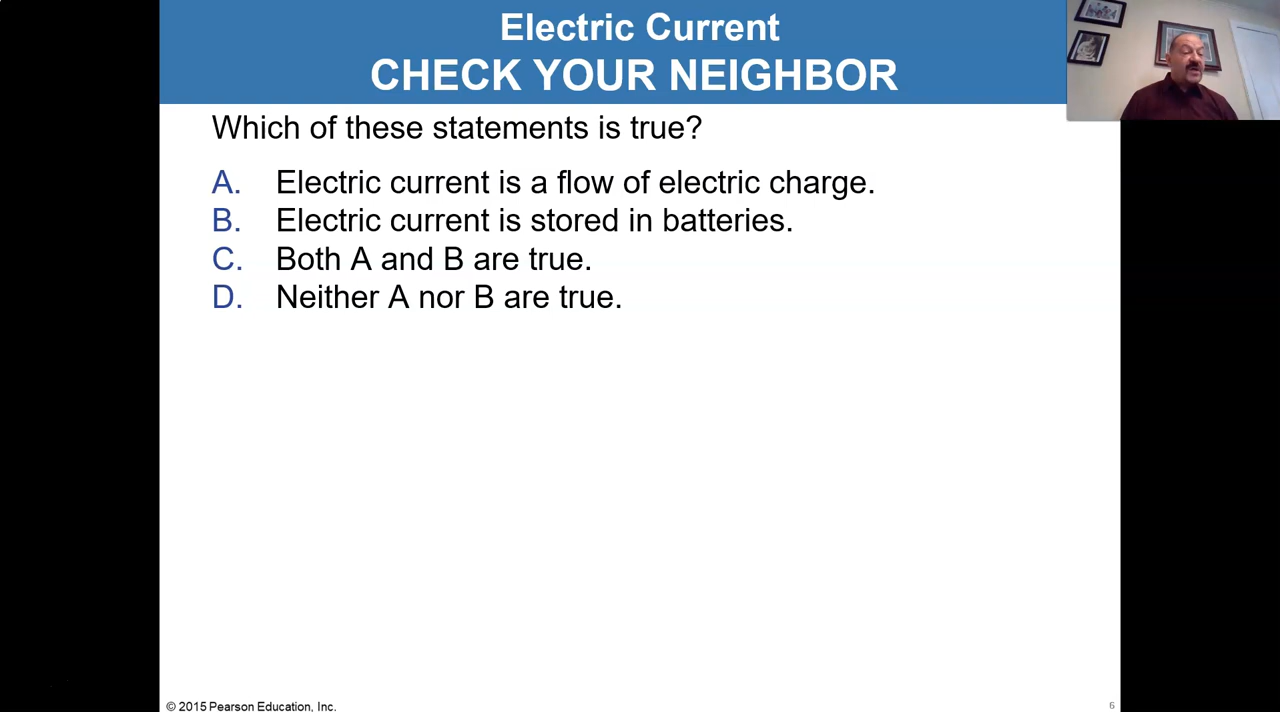 Electric Current
CHECK YOUR NEIGHBOR
Which of these statements is true?
A. Electric current is a flow of electric charge.
B. Electric current is stored in batteries.
C. Both A and B are true.
D. Neither A nor B are true.
© 2015 Pearson Education, Inc.
6